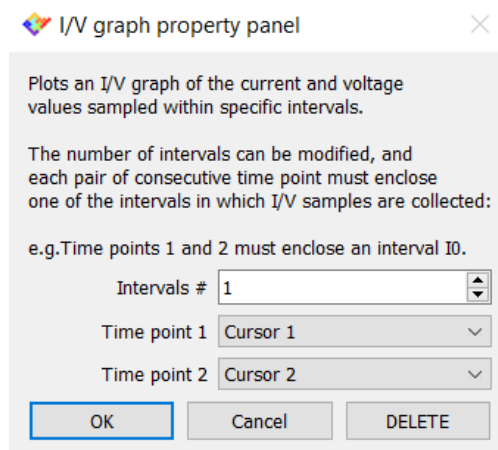 I/V graph property panel
Plots an I/V graph of the current and voltage
values sampled within specific intervals.
The number of intervals can be modified, and
each pair of consecutive time point must enclose
one of the intervals in which I/V samples are collected:
e.g.Time points 1 and 2 must enclose an interval I0.
Intervals # 1
Time point 1 Cursor 1
Time point 2 Cursor 2
OK Cancel DELETE